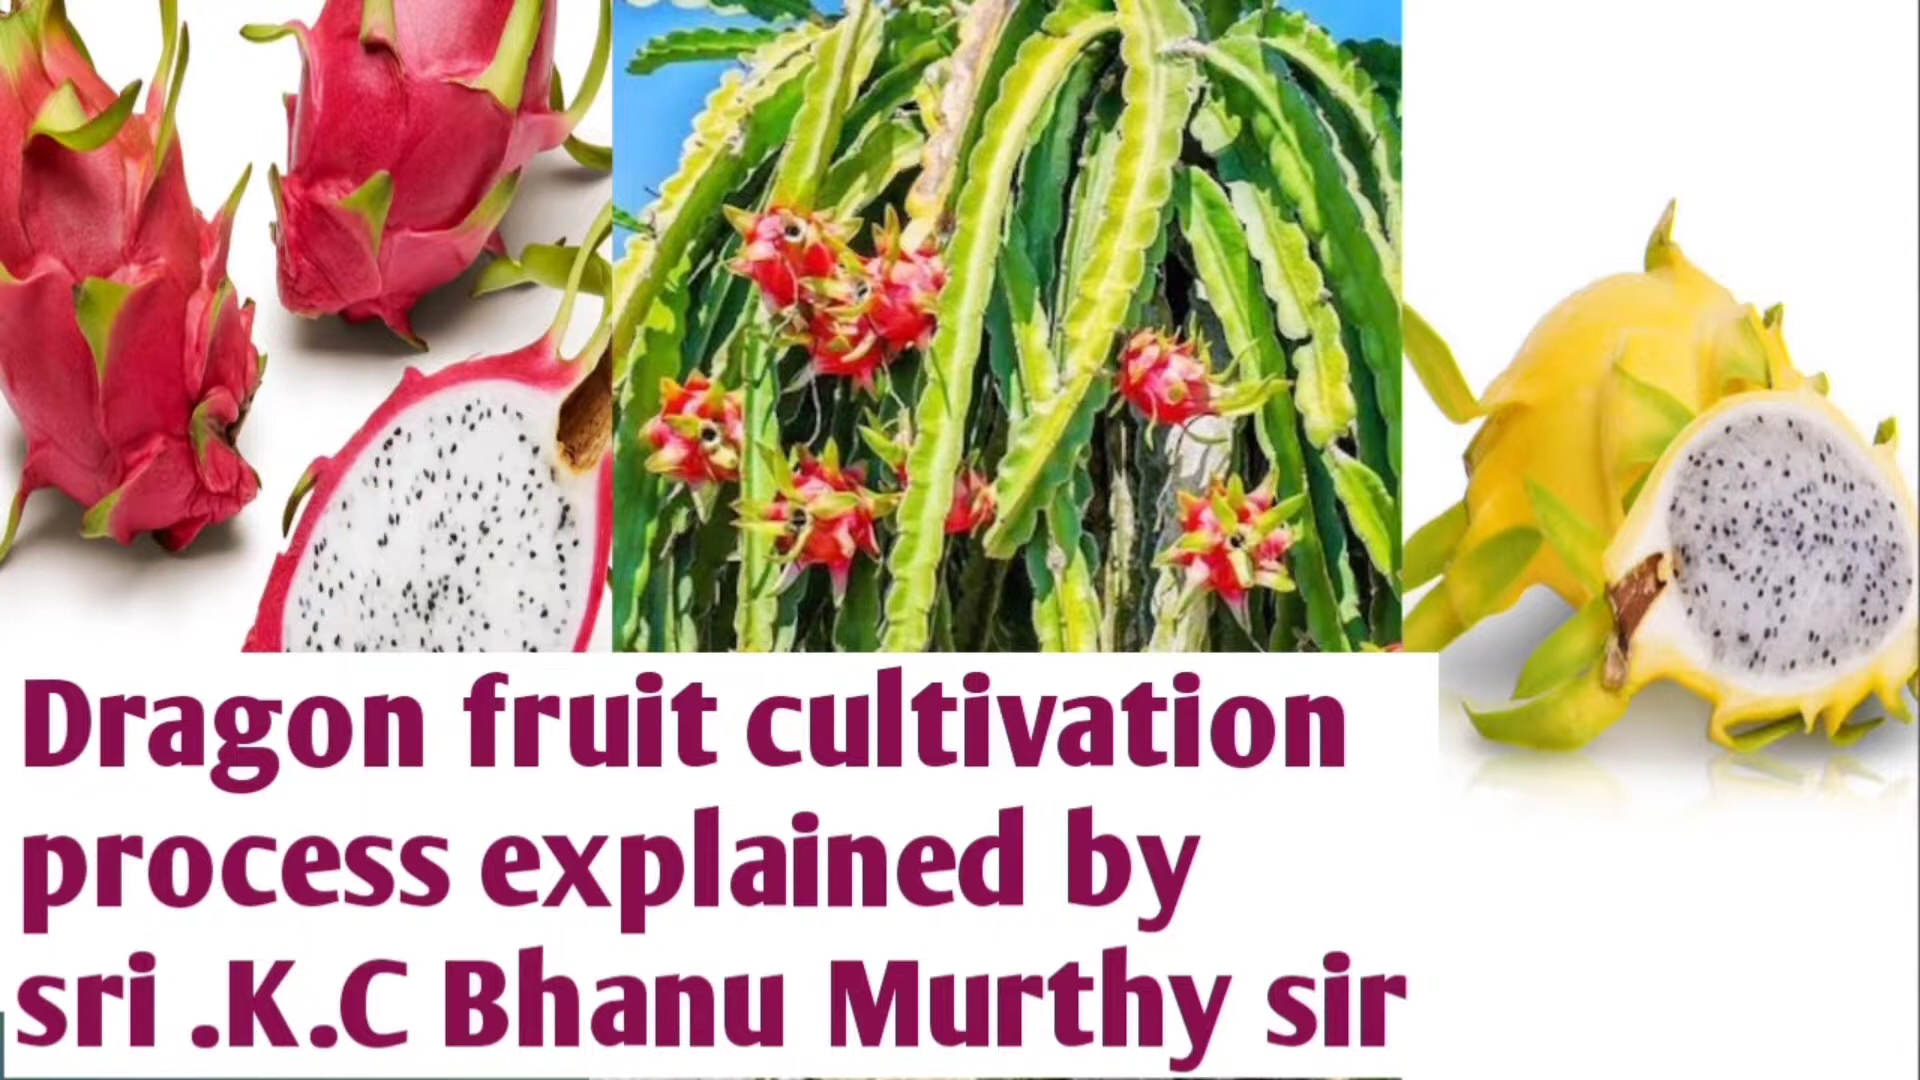 Dragon fruit cultivation
process explained by
sri .K.C Bhanu Murthy sir